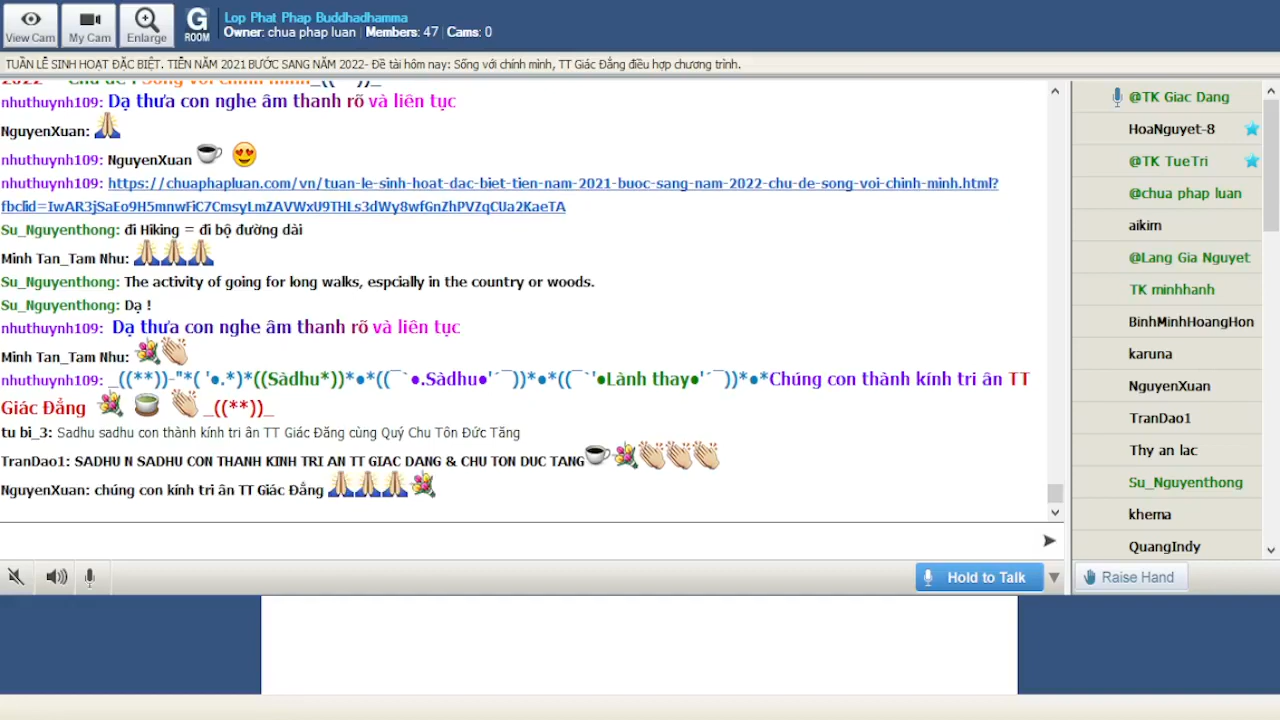 View Cam
My Cam
Enlarge
G
ROOM
Lop Phat Phap Buddhadhamma
Owner: chua phap luan | Members: 47 | Cams: 0
TUẦN LỄ SINH HOẠT ĐẶC BIỆT. TIỄN NĂM 2021 BƯỚC SANG NĂM 2022- Đề tài hôm nay: Sống với chính mình, TT Giác Đẳng điều hợp chương trình.
nhuthuynh109: Dạ thưa con nghe âm thanh rõ và liên tục
NguyenXuan:
nhuthuynh109: NguyenXuan
nhuthuynh109: https://chuaphapluan.com/vn/tuan-le-sinh-hoat-dac-biet-tien-nam-2021-buoc-sang-nam-2022-chu-de-song-voi-chinh-minh.html?
fbclid=IwAR3jSaEo9H5mnwFiC7CmsyLmZAVWxU9THLs3dWy8wfGnZhPVZqCUa2KaeTA
Su_Nguyenthong: đi Hiking = đi bộ đường dài
Minh Tan_Tam Nhu:
Su_Nguyenthong: The activity of going for long walks, espcially in the country or woods.
Su_Nguyenthong: Dạ !
nhuthuynh109: Dạ thưa con nghe âm thanh rõ và liên tục
Minh Tan_Tam Nhu:
nhuthuynh109: _((**))-"*( '●.*)*((Sàdhu*))*●*((¯`●.Sàdhu●'´¯))*●*((¯`'●Lành thay●'´¯))*●*Chúng con thành kính tri ân TT
Giác Đẳng _((**))_
tu bi_3: Sadhu sadhu con thành kính tri ân TT Giác Đăng cùng Quý Chu Tôn Đức Tăng
TranDao1: SADHU N SADHU CON THANH KINH TRI AN TT GIAC DANG & CHU TON DUC TANG
NguyenXuan: chúng con kính tri ân TT Giác Đẳng
Hold to Talk
@TK Giac Dang
HoaNguyet-8
@TK TueTri
@chua phap luan
aikim
@Lang Gia Nguyet
TK minhhanh
BinhMinhHoangHon
karuna
NguyenXuan
TranDao1
Thy an lac
Su_Nguyenthong
khema
QuangIndy
Raise Hand